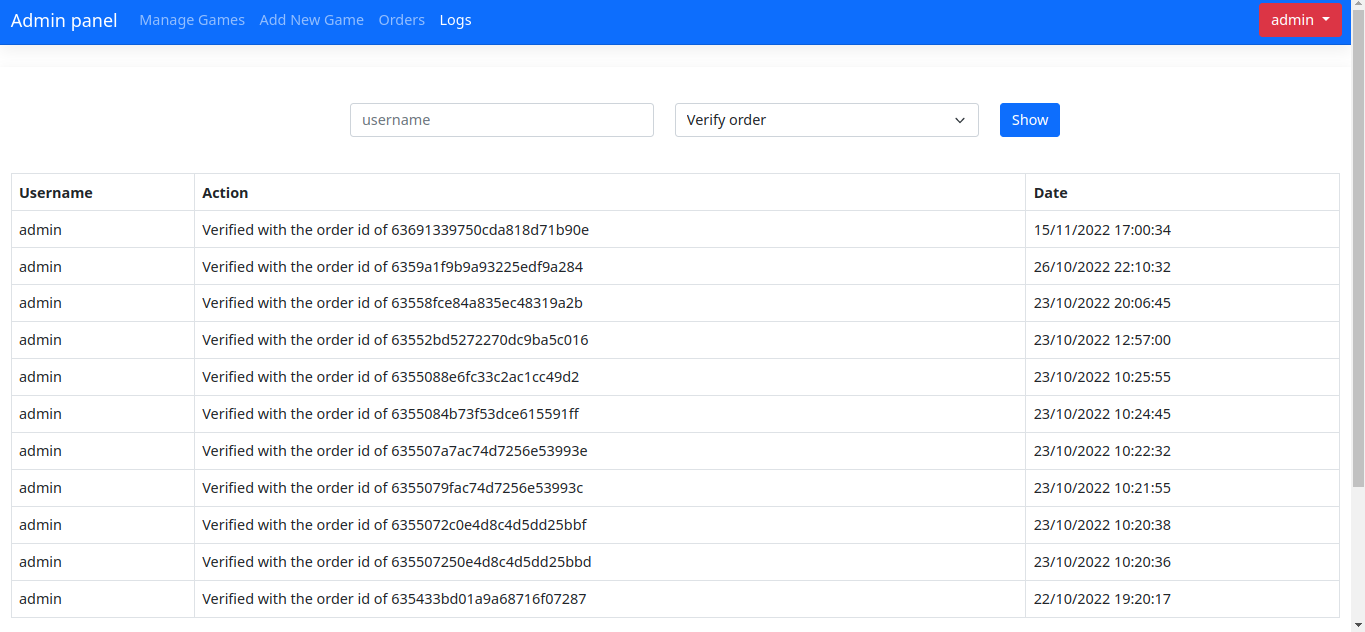 Admin panel Manage Games Add New Game Orders Logs admin
username Verify order Show
Username Action Date
admin Verified with the order id of 63691339750cda818d71b90e 15/11/2022 17:00:34
admin Verified with the order id of 6359a1f9b9a93225edf9a284 26/10/2022 22:10:32
admin Verified with the order id of 63558fce84a835ec48319a2b 23/10/2022 20:06:45
admin Verified with the order id of 63552bd5272270dc9ba5c016 23/10/2022 12:57:00
admin Verified with the order id of 6355088e6fc33c2ac1cc49d2 23/10/2022 10:25:55
admin Verified with the order id of 6355084b73f53dce615591ff 23/10/2022 10:24:45
admin Verified with the order id of 635507a7ac74d7256e53993e 23/10/2022 10:22:32
admin Verified with the order id of 6355079fac74d7256e53993c 23/10/2022 10:21:55
admin Verified with the order id of 6355072c0e4d8c4d5dd25bbf 23/10/2022 10:20:38
admin Verified with the order id of 635507250e4d8c4d5dd25bbd 23/10/2022 10:20:36
admin Verified with the order id of 635433bd01a9a68716f07287 22/10/2022 19:20:17